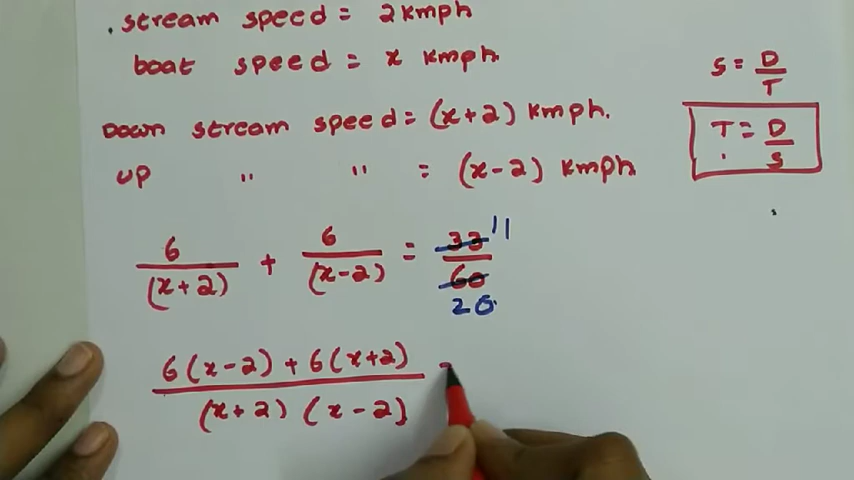 . stream speed = 2 kmph
boat speed = x kmph
S = D/T
Down stream speed = (x+2) kmph.
T = D/S
up " " = (x-2) kmph
6/(x+2) + 6/(x-2) = 33/60 11/20
6(x-2) + 6(x+2)/(x+2) (x-2) =